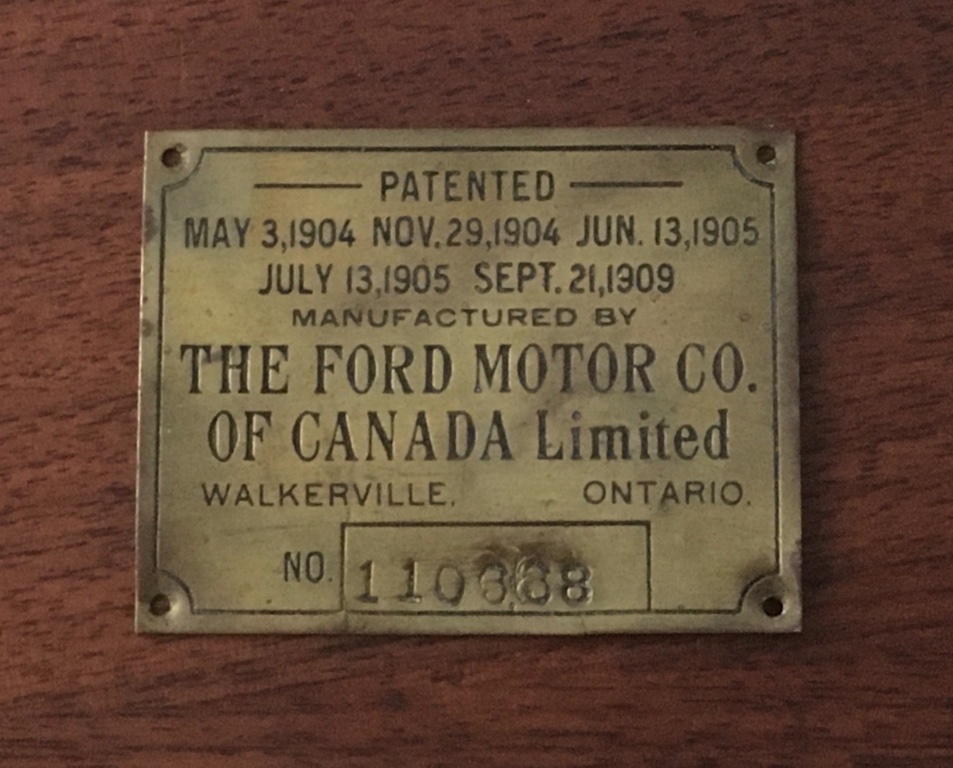 PATENTED
MAY 3,1904 NOV. 29,1904 JUN. 13,1905
JULY 13,1905 SEPT. 21,1909
MANUFACTURED BY
THE FORD MOTOR CO.
OF CANADA Limited
WALKERVILLE. ONTARIO.
NO.